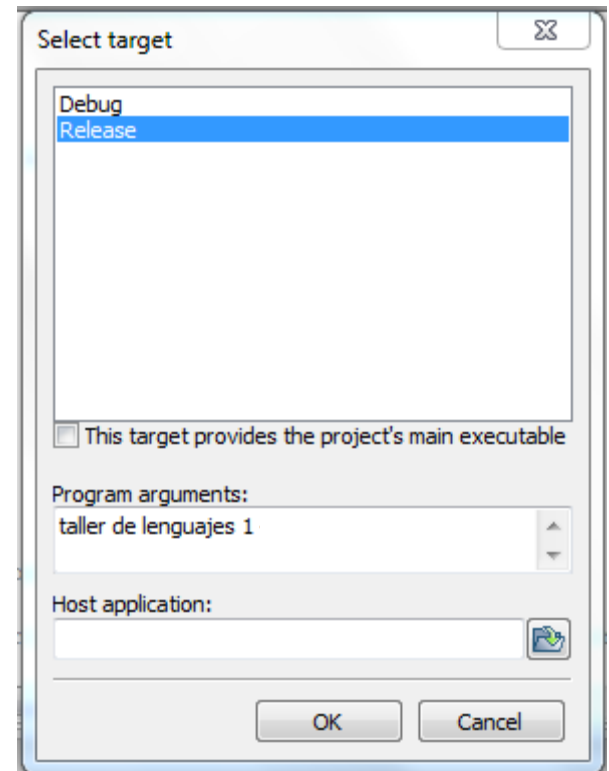 Select target
Debug
Release
This target provides the project's main executable
Program arguments:
taller de lenguajes 1
Host application:
OK
Cancel